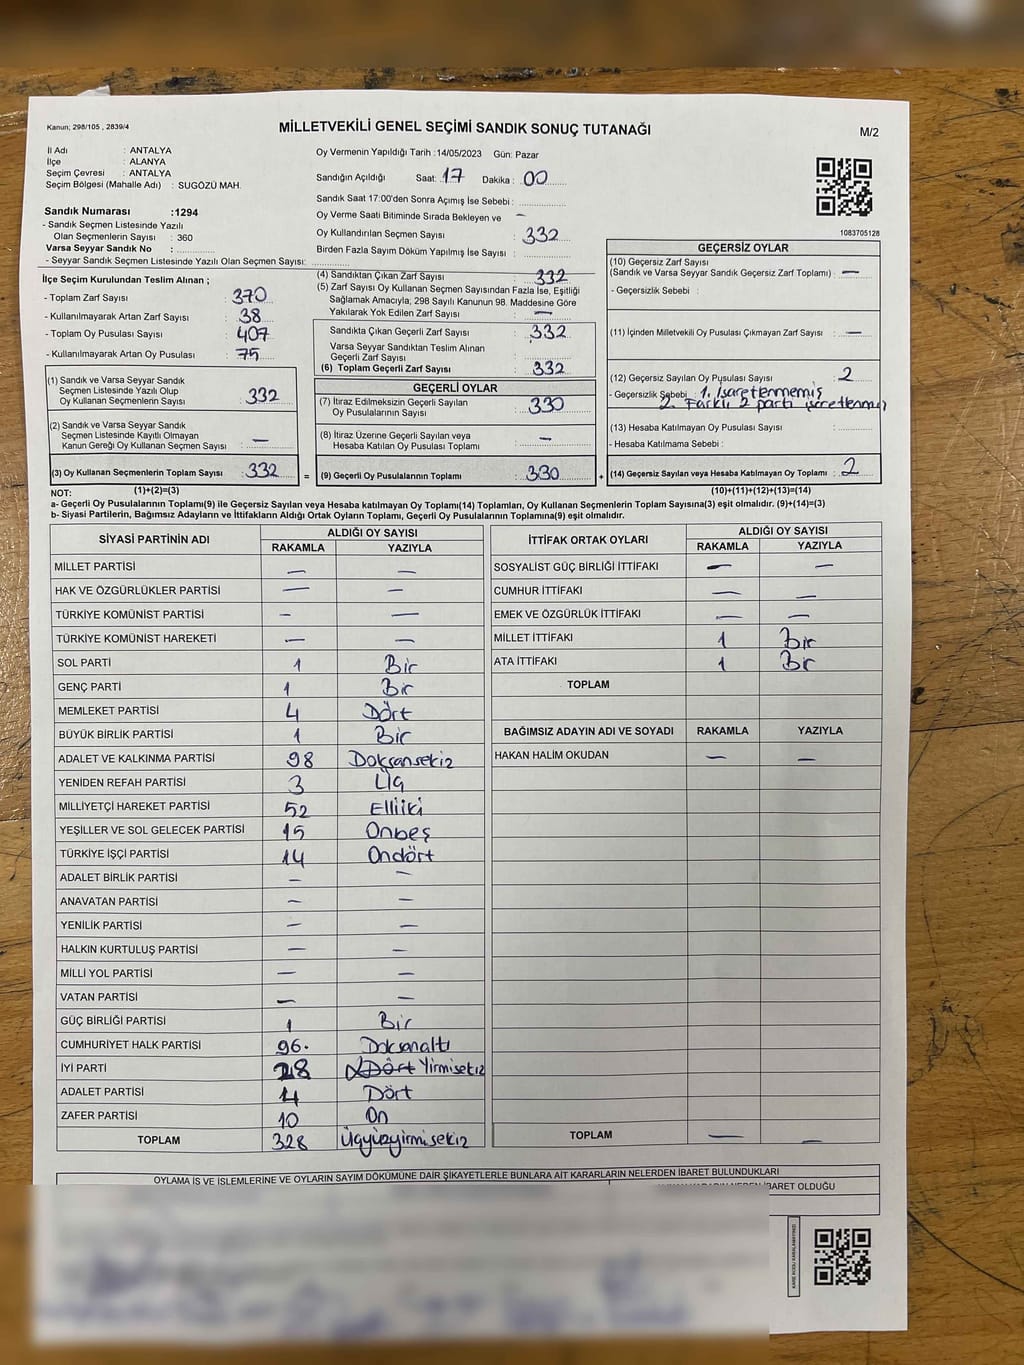 Kanun; 298/105 , 2839/4
MİLLETVEKİLİ GENEL SEÇİMİ SANDIK SONUÇ TUTANAĞI
M/2
İl Adı : ANTALYA
İlçe : ALANYA
Seçim Çevresi : ANTALYA
Seçim Bölgesi (Mahalle Adı) : SUGÖZÜ MAH.
Sandık Numarası :1294
- Sandık Seçmen Listesinde Yazılı
Olan Seçmenlerin Sayısı : 360
Varsa Seyyar Sandık No :
- Seyyar Sandık Seçmen Listesinde Yazılı Olan Seçmen Sayısı:
Oy Vermenin Yapıldığı Tarih :14/05/2023 Gün: Pazar
Sandığın Açıldığı Saat: 17 Dakika : 00
Sandık Saat 17:00'den Sonra Açımış İse Sebebi :
Oy Verme Saati Bitiminde Sırada Bekleyen ve —
Oy Kullandırılan Seçmen Sayısı : 332
Birden Fazla Sayım Döküm Yapılmış İse Sayısı :
1083705128
İlçe Seçim Kurulundan Teslim Alınan ;
- Toplam Zarf Sayısı : 370
- Kullanılmayarak Artan Zarf Sayısı : 38
- Toplam Oy Pusulası Sayısı : 407
- Kullanılmayarak Artan Oy Pusulası : 75
(1) Sandık ve Varsa Seyyar Sandık
Seçmen Listesinde Yazılı Olup
Oy Kullanan Seçmenlerin Sayısı : 332
(2) Sandık ve Varsa Seyyar Sandık
Seçmen Listesinde Kayıtlı Olmayan
Kanun Gereği Oy Kullanan Seçmen Sayısı : —
(3) Oy Kullanan Seçmenlerin Toplam Sayısı : 332
(1)+(2)=(3)
(4) Sandıktan Çıkan Zarf Sayısı : 332
(5) Zarf Sayısı Oy Kullanan Seçmen Sayısından Fazla İse, Eşitliği
Sağlamak Amacıyla, 298 Sayılı Kanunun 98. Maddesine Göre
Yakılarak Yok Edilen Zarf Sayısı : —
Sandıkta Çıkan Geçerli Zarf Sayısı : 332
Varsa Seyyar Sandıktan Teslim Alınan
Geçerli Zarf Sayısı :
(6) Toplam Geçerli Zarf Sayısı : 332
GEÇERLİ OYLAR
(7) İtiraz Edilmeksizin Geçerli Sayılan
Oy Pusulalarının Sayısı : 330
(8) İtiraz Üzerine Geçerli Sayılan veya
Hesaba Katılan Oy Pusulası Toplamı : —
= (9) Geçerli Oy Pusulalarının Toplamı : 330
GEÇERSİZ OYLAR
(10) Geçersiz Zarf Sayısı
(Sandık ve Varsa Seyyar Sandık Geçersiz Zarf Toplamı) : —
- Geçersizlik Sebebi :
(11) İçinden Milletvekili Oy Pusulası Çıkmayan Zarf Sayısı : —
(12) Geçersiz Sayılan Oy Pusulası Sayısı : 2
- Geçersizlik Sebebi : 1. işaretlenmemiş
2. Farklı 2 parti işaretlenmiş
(13) Hesaba Katılmayan Oy Pusulası Sayısı :
- Hesaba Katılmama Sebebi :
+ (14) Geçersiz Sayılan veya Hesaba Katılmayan Oy Toplamı : 2
(10)+(11)+(12)+(13)=(14)
NOT:
a- Geçerli Oy Pusulalarının Toplamı(9) ile Geçersiz Sayılan veya Hesaba katılmayan Oy Toplamı(14) Toplamları, Oy Kullanan Seçmenlerin Toplam Sayısına(3) eşit olmalıdır. (9)+(14)=(3)
b- Siyasi Partilerin, Bağımsız Adayların ve İttifakların Aldığı Ortak Oyların Toplamı, Geçerli Oy Pusulalarının Toplamına(9) eşit olmalıdır.
SİYASİ PARTİNİN ADI ALDIĞI OY SAYISI
RAKAMLA YAZIYLA
MİLLET PARTİSİ — —
HAK VE ÖZGÜRLÜKLER PARTİSİ — —
TÜRKİYE KOMÜNİST PARTİSİ — —
TÜRKİYE KOMÜNİST HAREKETİ — —
SOL PARTİ 1 Bir
GENÇ PARTİ 1 Bir
MEMLEKET PARTİSİ 4 Dört
BÜYÜK BİRLİK PARTİSİ 1 Bir
ADALET VE KALKINMA PARTİSİ 98 Doksansekiz
YENİDEN REFAH PARTİSİ 3 Üç
MİLLİYETÇİ HAREKET PARTİSİ 52 Elliiki
YEŞİLLER VE SOL GELECEK PARTİSİ 15 Onbeş
TÜRKİYE İŞÇİ PARTİSİ 14 Ondört
ADALET BİRLİK PARTİSİ — —
ANAVATAN PARTİSİ — —
YENİLİK PARTİSİ — —
HALKIN KURTULUŞ PARTİSİ — —
MİLLİ YOL PARTİSİ — —
VATAN PARTİSİ — —
GÜÇ BİRLİĞİ PARTİSİ 1 Bir
CUMHURİYET HALK PARTİSİ 96. Doksanaltı
İYİ PARTİ 28 Dört Yirmisekiz
ADALET PARTİSİ 4 Dört
ZAFER PARTİSİ 10 On
TOPLAM 328 Üçyüzyirmisekiz
İTTİFAK ORTAK OYLARI ALDIĞI OY SAYISI
RAKAMLA YAZIYLA
SOSYALİST GÜÇ BİRLİĞİ İTTİFAKI — —
CUMHUR İTTİFAKI — —
EMEK VE ÖZGÜRLÜK İTTİFAKI — —
MİLLET İTTİFAKI 1 Bir
ATA İTTİFAKI 1 Bir
TOPLAM
BAĞIMSIZ ADAYIN ADI VE SOYADI RAKAMLA YAZIYLA
HAKAN HALİM OKUDAN — —
TOPLAM — —
OYLAMA İŞ VE İŞLEMLERİNE VE OYLARIN SAYIM DÖKÜMÜNE DAİR ŞİKAYETLERLE BUNLARA AİT KARARLARIN NELERDEN İBARET BULUNDUKLARI
İBARET OLDUĞU